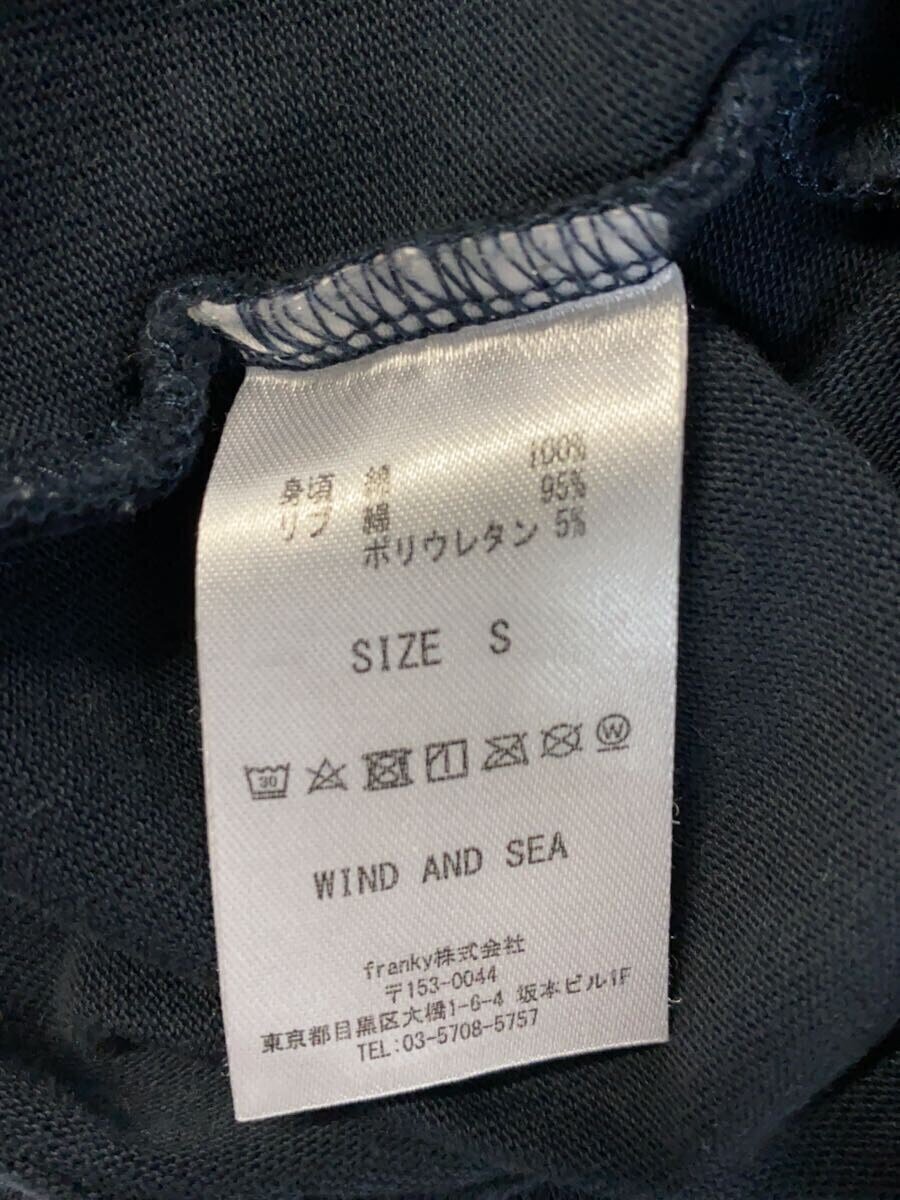 身頃 綿 100%
リブ 綿 95%
ポリウレタン 5%
SIZE S
30 W
WIND AND SEA
franky株式会社
〒153-0044
東京都目黒区大橋1-6-4 坂本ビル1F
TEL:03-5708-5757